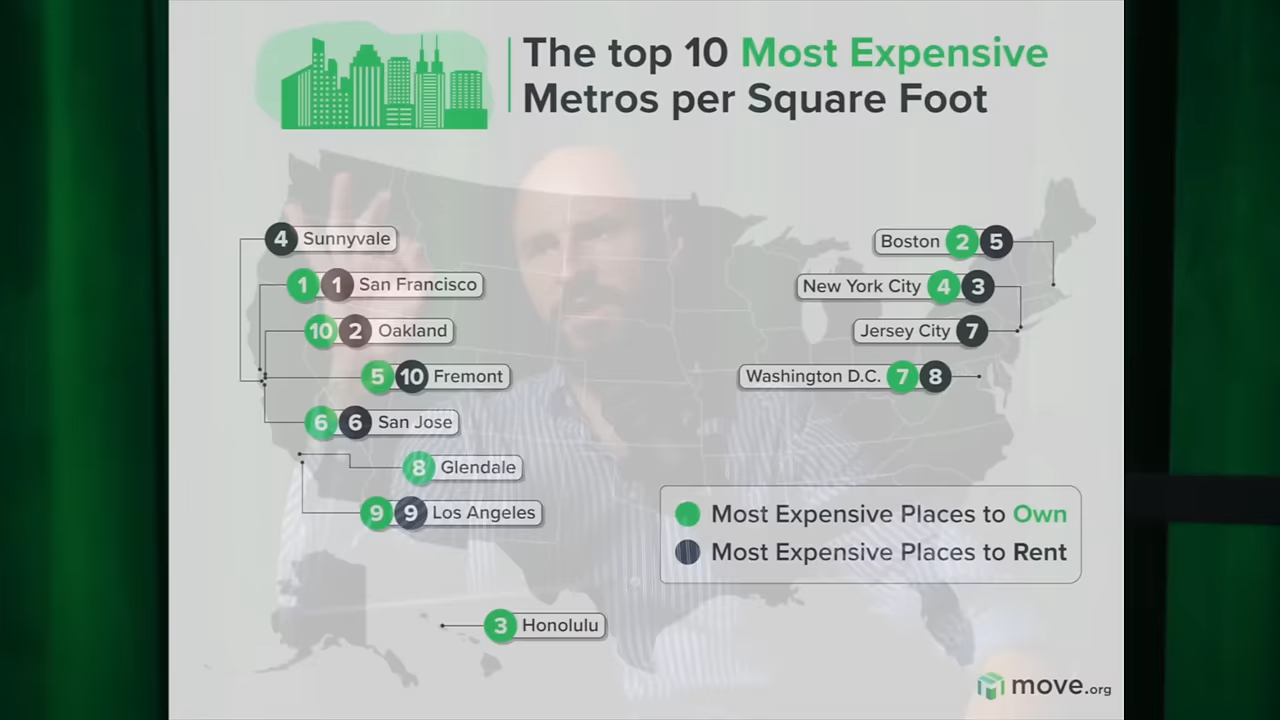 The top 10 Most Expensive
Metros per Square Foot
4 Sunnyvale
1 1 San Francisco
10 2 Oakland
5 10 Fremont
6 6 San Jose
8 Glendale
9 9 Los Angeles
3 Honolulu
Boston 2 5
New York City 4 3
Jersey City 7
Washington D.C. 7 8
Most Expensive Places to Own
Most Expensive Places to Rent
move.org